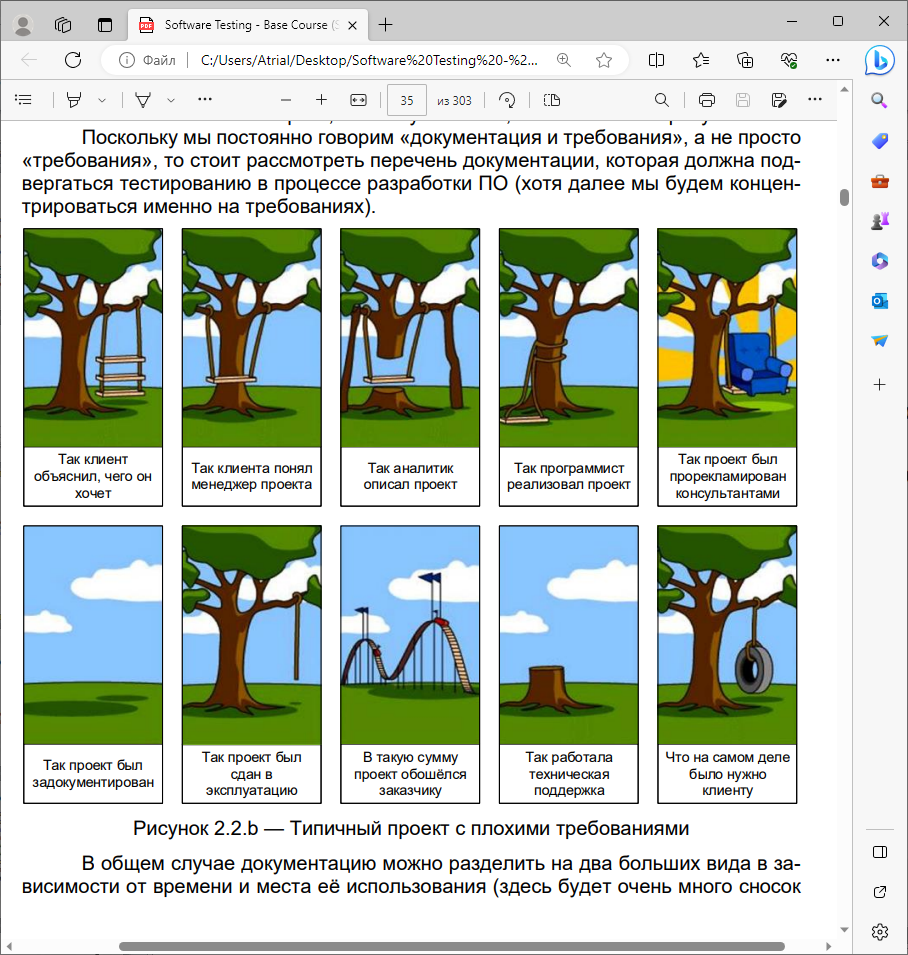 Software Testing - Base Course (S
Файл
C:/Users/Atrial/Desktop/Software%20Testing%20-%2...
35
из 303
Поскольку мы постоянно говорим «документация и требования», а не просто
«требования», то стоит рассмотреть перечень документации, которая должна под-
вергаться тестированию в процессе разработки ПО (хотя далее мы будем концен-
трироваться именно на требованиях).
Так клиент
объяснил, чего он
хочет
Так клиента понял
менеджер проекта
Так аналитик
описал проект
Так программист
реализовал проект
Так проект был
прорекламирован
консультантами
Так проект был
задокументирован
Так проект был
сдан в
эксплуатацию
В такую сумму
проект обошёлся
заказчику
Так работала
техническая
поддержка
Что на самом деле
было нужно
клиенту
Рисунок 2.2.b — Типичный проект с плохими требованиями
В общем случае документацию можно разделить на два больших вида в за-
висимости от времени и места её использования (здесь будет очень много сносок